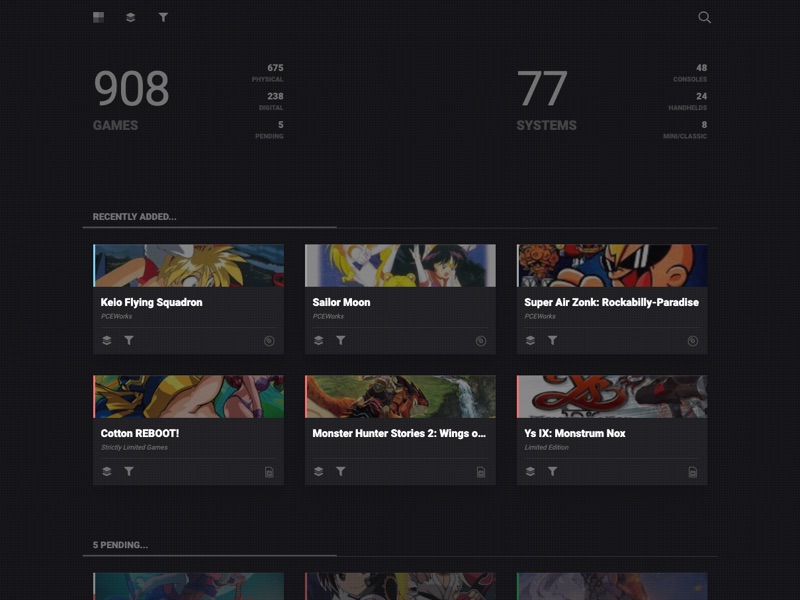 908
GAMES
675
PHYSICAL
238
DIGITAL
5
PENDING
77
SYSTEMS
48
CONSOLES
24
HANDHELDS
8
MINI/CLASSIC
RECENTLY ADDED...
Keio Flying Squadron
PCEWorks
Sailor Moon
PCEWorks
Super Air Zonk: Rockabilly-Paradise
PCEWorks
Cotton REBOOT!
Strictly Limited Games
Monster Hunter Stories 2: Wings o...
Ys
Ys IX: Monstrum Nox
Limited Edition
5 PENDING...